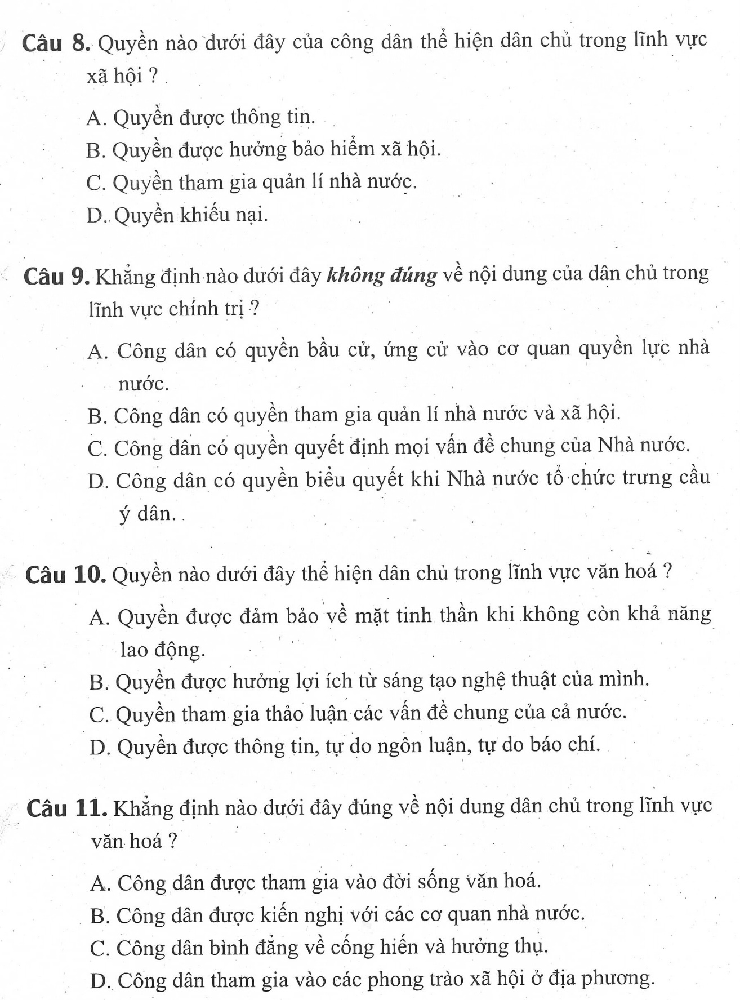 Câu 8. Quyền nào dưới đây của công dân thể hiện dân chủ trong lĩnh vực
xã hội ?
A. Quyền được thông tin.
B. Quyền được hưởng bảo hiểm xã hội.
C. Quyền tham gia quản lí nhà nước.
D. Quyền khiếu nại.
Câu 9. Khẳng định nào dưới đây không đúng về nội dung của dân chủ trong
lĩnh vực chính trị ?
A. Công dân có quyền bầu cử, ứng cử vào cơ quan quyền lực nhà
nước.
B. Công dân có quyền tham gia quản lí nhà nước và xã hội.
C. Công dân có quyền quyết định mọi vấn đề chung của Nhà nước.
D. Công dân có quyền biểu quyết khi Nhà nước tổ chức trưng cầu
ý dân.
Câu 10. Quyền nào dưới đây thể hiện dân chủ trong lĩnh vực văn hoá ?
A. Quyền được đảm bảo về mặt tinh thần khi không còn khả năng
lao động.
B. Quyền được hưởng lợi ích từ sáng tạo nghệ thuật của mình.
C. Quyền tham gia thảo luận các vấn đề chung của cả nước.
D. Quyền được thông tin, tự do ngôn luận, tự do báo chí.
Câu 11. Khẳng định nào dưới đây đúng về nội dung dân chủ trong lĩnh vực
văn hoá ?
A. Công dân được tham gia vào đời sống văn hoá.
B. Công dân được kiến nghị với các cơ quan nhà nước.
C. Công dân bình đẳng về cống hiến và hưởng thụ.
D. Công dân tham gia vào các phong trào xã hội ở địa phương.